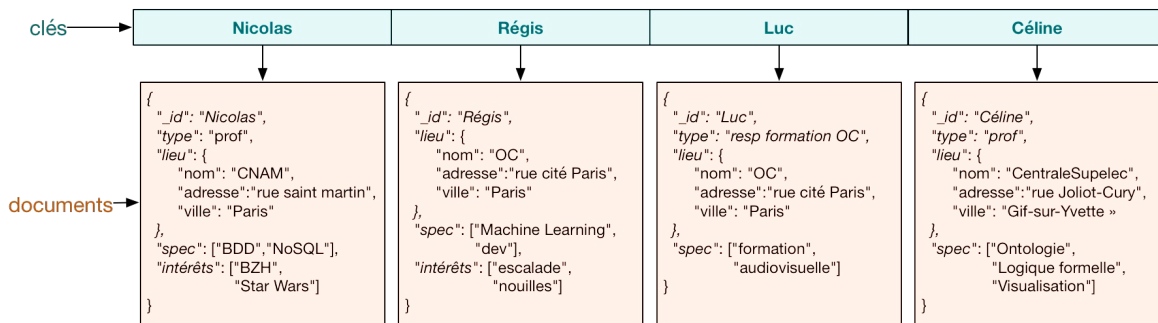 clés
Nicolas
Régis
Luc
Céline
documents
{
"_id": "Nicolas",
"type": "prof",
"lieu": {
"nom": "CNAM",
"adresse":"rue saint martin",
"ville": "Paris"
},
"spec": ["BDD","NoSQL"],
"intérêts": ["BZH",
"Star Wars"]
}
{
"_id": "Régis",
"lieu": {
"nom": "OC",
"adresse":"rue cité Paris",
"ville": "Paris"
},
"spec": ["Machine Learning",
"dev"],
"intérêts": ["escalade",
"nouilles"]
}
{
"_id": "Luc",
"type": "resp formation OC",
"lieu": {
"nom": "OC",
"adresse":"rue cité Paris",
"ville": "Paris"
},
"spec": ["formation",
"audiovisuelle"]
}
{
"_id": "Céline",
"type": "prof",
"lieu": {
"nom": "CentraleSupelec",
"adresse":"rue Joliot-Cury",
"ville": "Gif-sur-Yvette »
},
"spec": ["Ontologie",
"Logique formelle",
"Visualisation"]
}